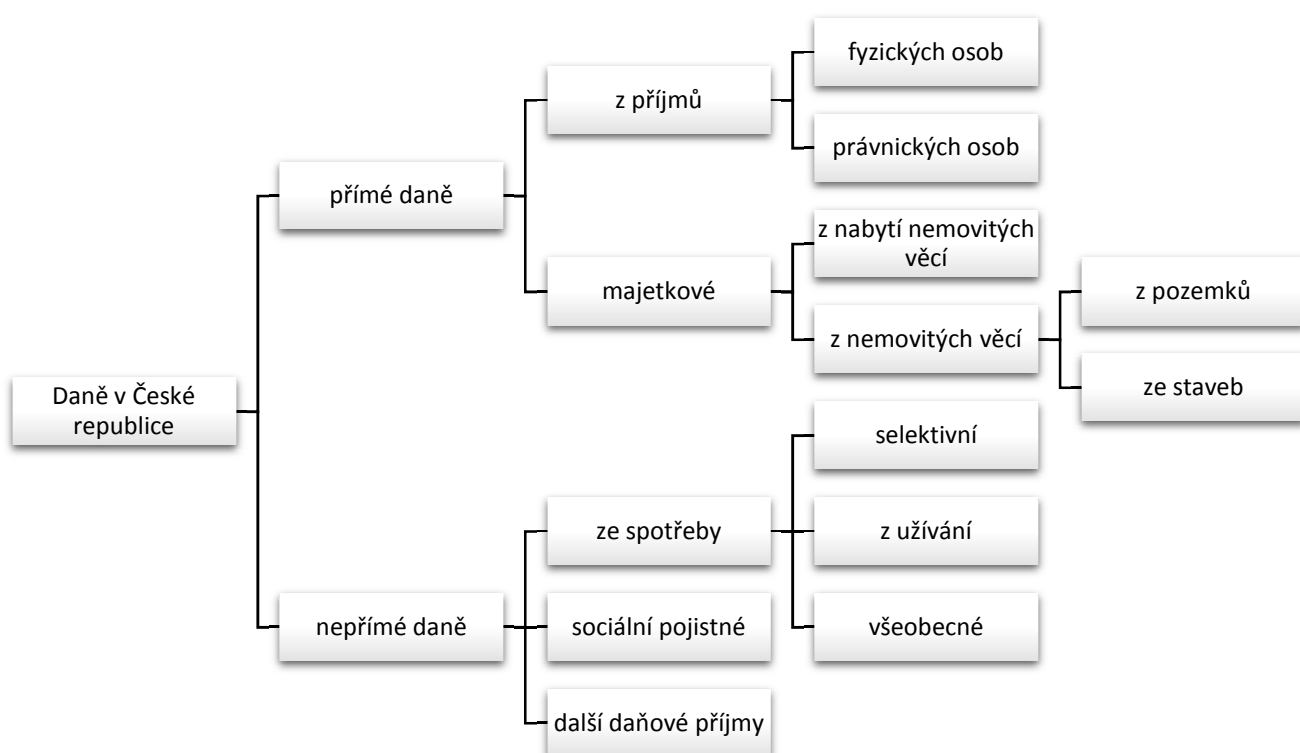 fyzických osob
z příjmů
právnických osob
přímé daně
z nabytí nemovitých
věcí
majetkové
z pozemků
z nemovitých věcí
ze staveb
Daně v České
republice
selektivní
ze spotřeby
z užívání
nepřímé daně
sociální pojistné
všeobecné
další daňové příjmy